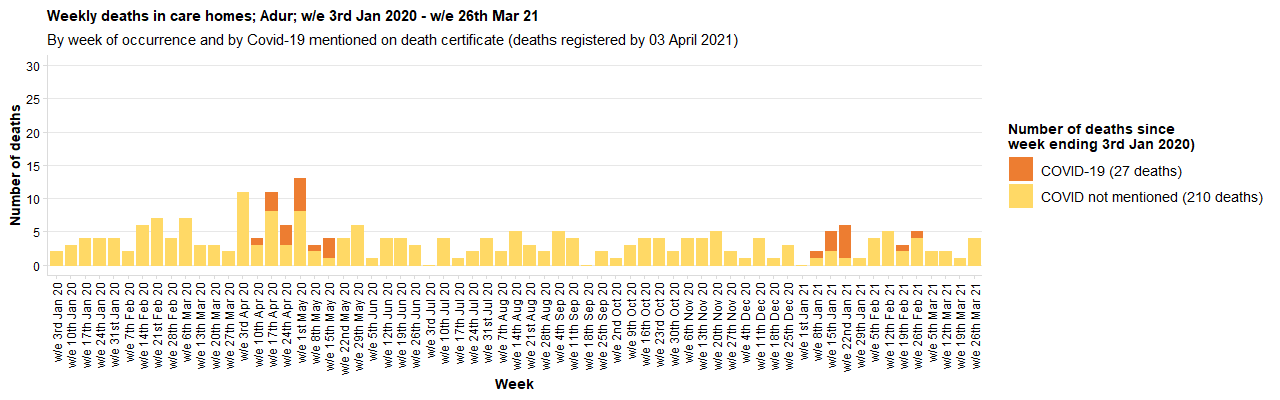 Weekly deaths in care homes; Adur; w/e 3rd Jan 2020 - w/e 26th Mar 21
By week of occurrence and by Covid-19 mentioned on death certificate (deaths registered by 03 April 2021)
Number of deaths
30
25
20
15
10
5
0
w/e 3rd Jan 20
w/e 10th Jan 20
w/e 17th Jan 20
w/e 24th Jan 20
w/e 31st Jan 20
w/e 7th Feb 20
w/e 14th Feb 20
w/e 21st Feb 20
w/e 28th Feb 20
w/e 6th Mar 20
w/e 13th Mar 20
w/e 20th Mar 20
w/e 27th Mar 20
w/e 3rd Apr 20
w/e 10th Apr 20
w/e 17th Apr 20
w/e 24th Apr 20
w/e 1st May 20
w/e 8th May 20
w/e 15th May 20
w/e 22nd May 20
w/e 29th May 20
w/e 5th Jun 20
w/e 12th Jun 20
w/e 19th Jun 20
w/e 26th Jun 20
w/e 3rd Jul 20
w/e 10th Jul 20
w/e 17th Jul 20
w/e 24th Jul 20
w/e 31st Jul 20
w/e 7th Aug 20
w/e 14th Aug 20
w/e 21st Aug 20
w/e 28th Aug 20
w/e 4th Sep 20
w/e 11th Sep 20
w/e 18th Sep 20
w/e 25th Sep 20
w/e 2nd Oct 20
w/e 9th Oct 20
w/e 16th Oct 20
w/e 23rd Oct 20
w/e 30th Oct 20
w/e 6th Nov 20
w/e 13th Nov 20
w/e 20th Nov 20
w/e 27th Nov 20
w/e 4th Dec 20
w/e 11th Dec 20
w/e 18th Dec 20
w/e 25th Dec 20
w/e 1st Jan 21
w/e 8th Jan 21
w/e 15th Jan 21
w/e 22nd Jan 21
w/e 29th Jan 21
w/e 5th Feb 21
w/e 12th Feb 21
w/e 19th Feb 21
w/e 26th Feb 21
w/e 5th Mar 21
w/e 12th Mar 21
w/e 19th Mar 21
w/e 26th Mar 21
Week
Number of deaths since
week ending 3rd Jan 2020)
COVID-19 (27 deaths)
COVID not mentioned (210 deaths)